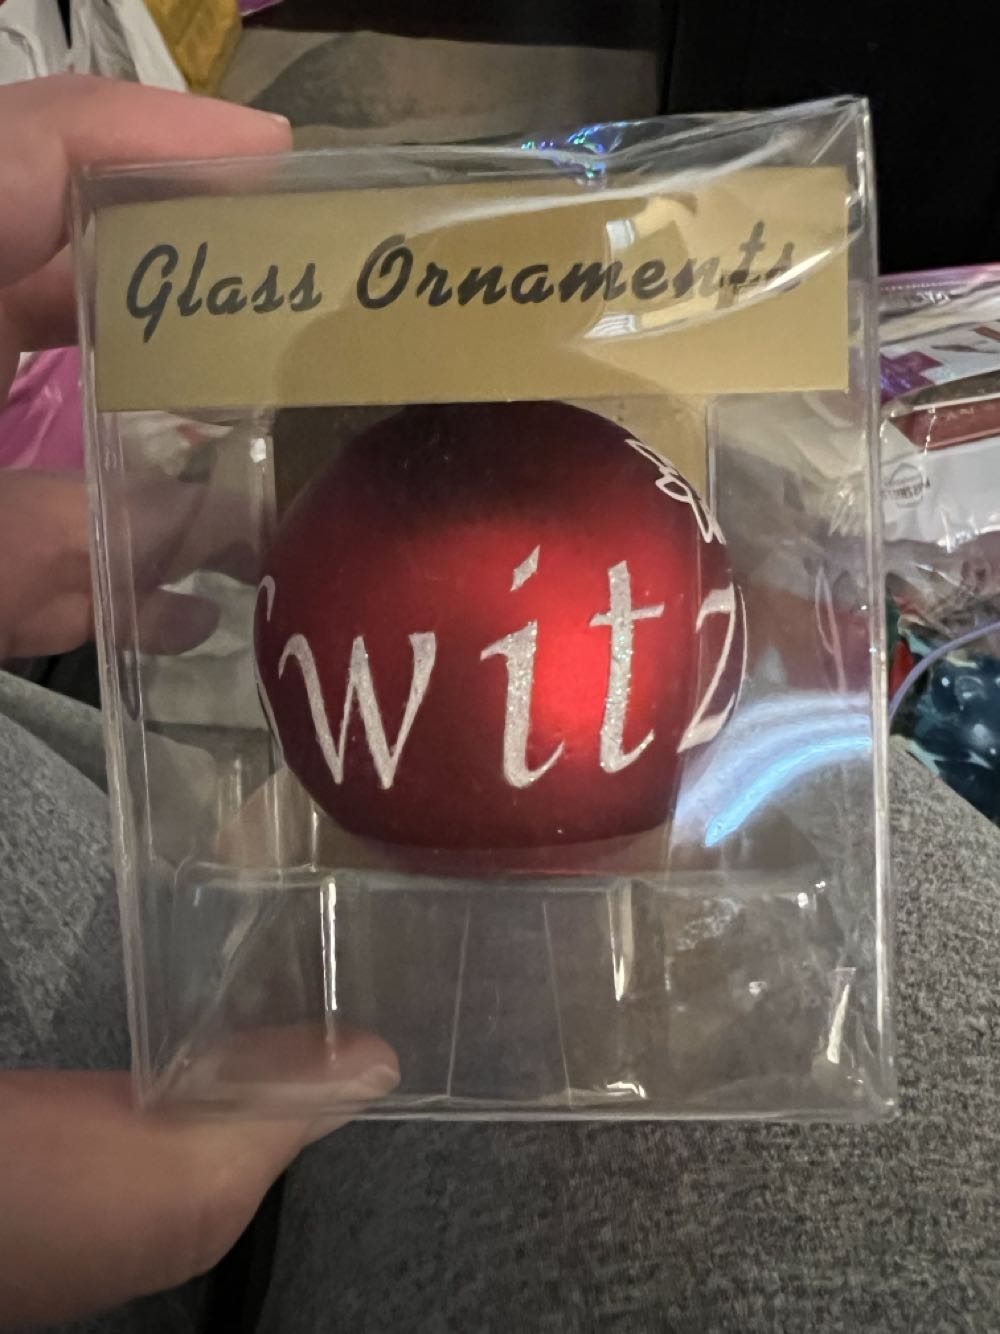 Glass Ornaments
witz